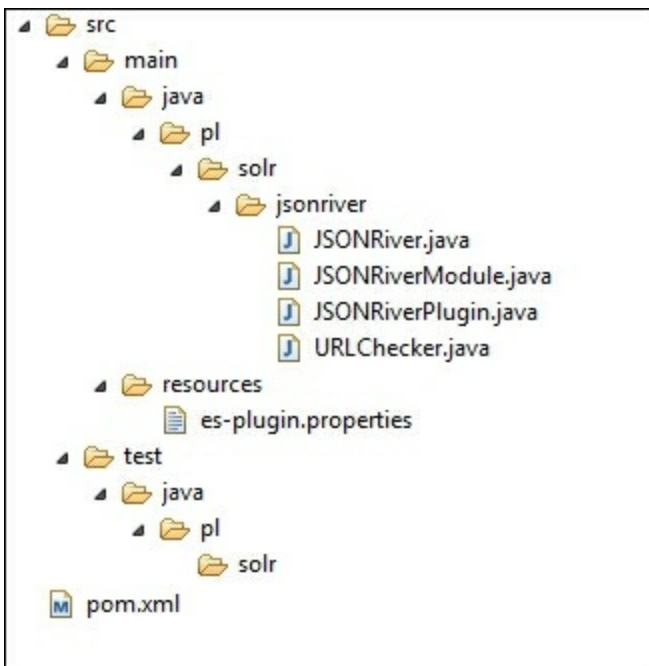 src
main
java
pl
solr
jsonriver
JSONRiver.java
JSONRiverModule.java
JSONRiverPlugin.java
URLChecker.java
resources
es-plugin.properties
test
java
pl
solr
pom.xml